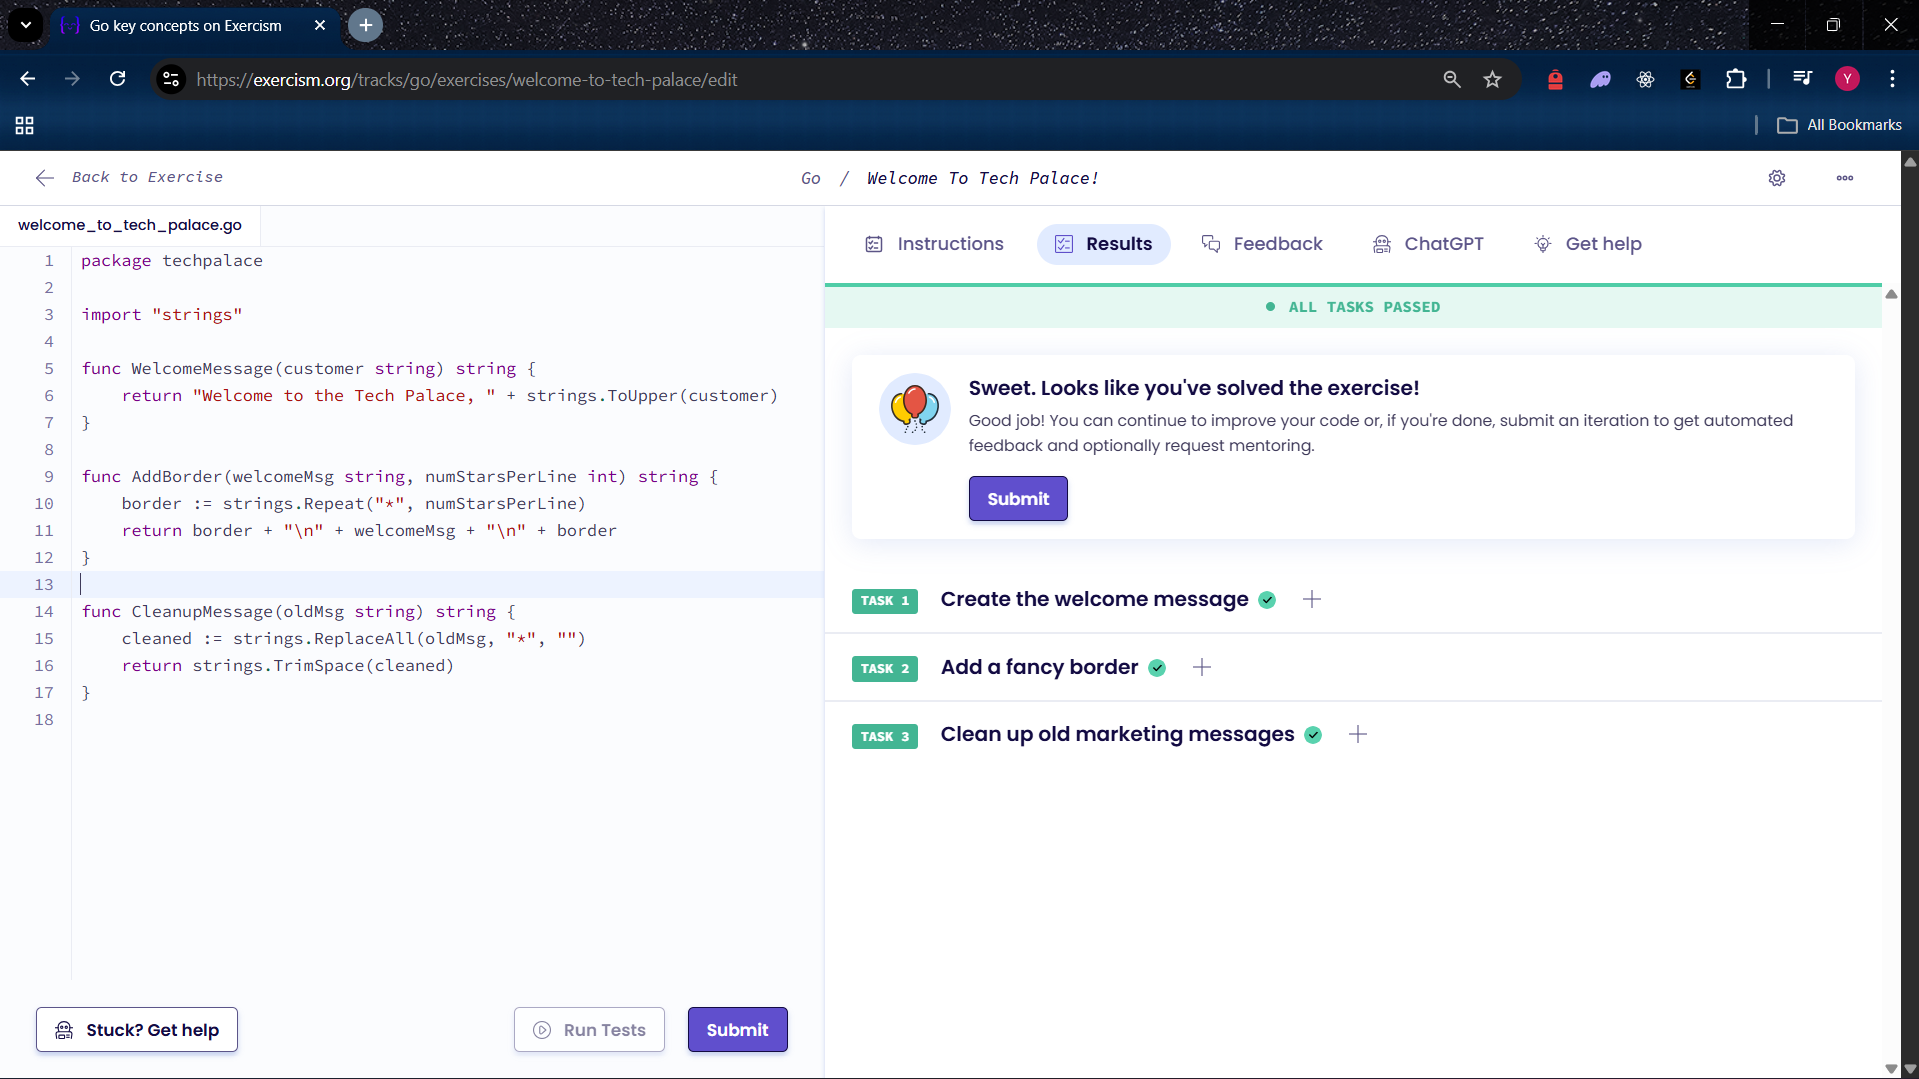 Go key concepts on Exercism
https://exercism.org/tracks/go/exercises/welcome-to-tech-palace/edit
Y
All Bookmarks
Back to Exercise
Go / Welcome To Tech Palace!
welcome_to_tech_palace.go
1 package techpalace
2
3 import "strings"
4
5 func WelcomeMessage(customer string) string {
6     return "Welcome to the Tech Palace, " + strings.ToUpper(customer)
7 }
8
9 func AddBorder(welcomeMsg string, numStarsPerLine int) string {
10     border := strings.Repeat("*", numStarsPerLine)
11     return border + "\n" + welcomeMsg + "\n" + border
12 }
13
14 func CleanupMessage(oldMsg string) string {
15     cleaned := strings.ReplaceAll(oldMsg, "*", "")
16     return strings.TrimSpace(cleaned)
17 }
18
Stuck? Get help
Run Tests
Submit
Instructions
Results
Feedback
ChatGPT
Get help
ALL TASKS PASSED
Sweet. Looks like you've solved the exercise!
Good job! You can continue to improve your code or, if you're done, submit an iteration to get automated
feedback and optionally request mentoring.
Submit
TASK 1 Create the welcome message
TASK 2 Add a fancy border
TASK 3 Clean up old marketing messages